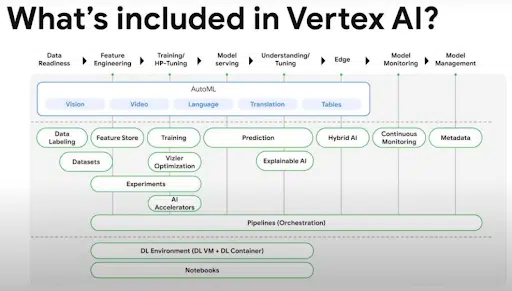 What's included in Vertex AI?
Data
Readiness
Feature
Engineering
Training/
HP-Tuning
Model
serving
Understanding/
Tuning
Edge
Model
Monitoring
Model
Management
AutoML
Vision
Video
Language
Translation
Tables
Data
Labeling
Feature Store
Training
Prediction
Hybrid AI
Continuous
Monitoring
Metadata
Datasets
Vizier
Optimization
Explainable AI
Experiments
AI
Accelerators
Pipelines (Orchestration)
DL Environment (DL VM + DL Container)
Notebooks